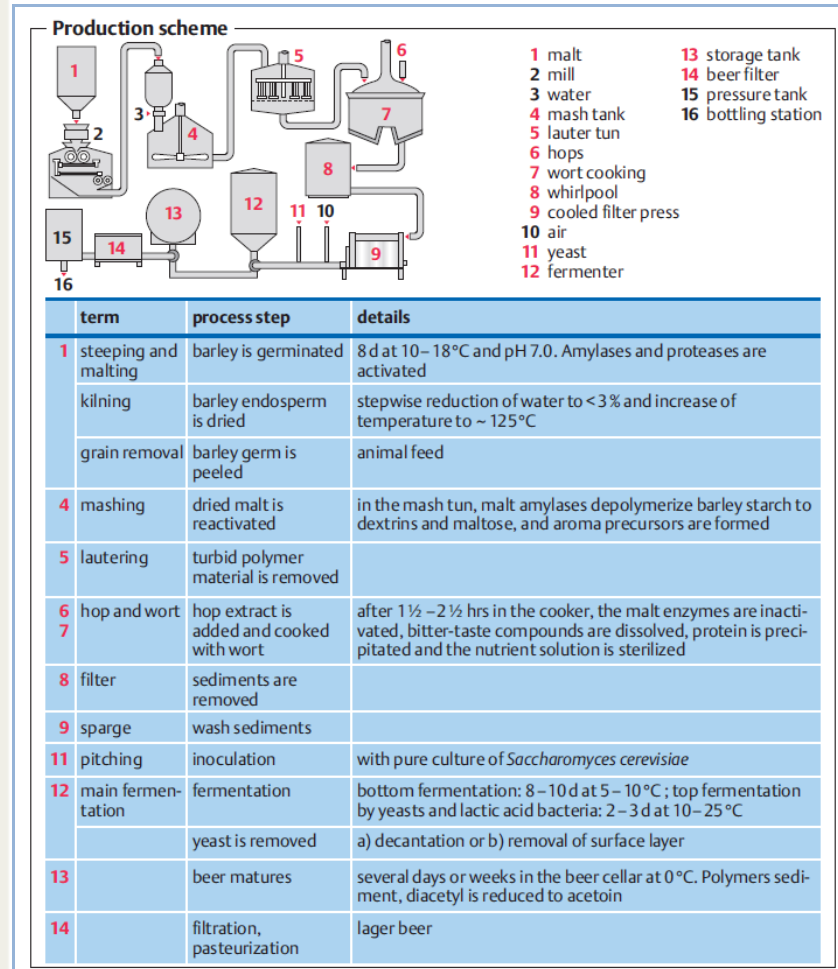 Production scheme
1
2
3
4
5
6
7
8
9
10
11
12
13
14
15
16
1 malt
2 mill
3 water
4 mash tank
5 lauter tun
6 hops
7 wort cooking
8 whirlpool
9 cooled filter press
10 air
11 yeast
12 fermenter
13 storage tank
14 beer filter
15 pressure tank
16 bottling station
term process step details
1 steeping and barley is germinated 8 d at 10–18°C and pH 7.0. Amylases and proteases are
malting activated
kilning barley endosperm stepwise reduction of water to <3 % and increase of
is dried temperature to ~ 125°C
grain removal barley germ is animal feed
peeled
4 mashing dried malt is in the mash tun, malt amylases depolymerize barley starch to
reactivated dextrins and maltose, and aroma precursors are formed
5 lautering turbid polymer
material is removed
6 hop and wort hop extract is after 1 ½ –2 ½ hrs in the cooker, the malt enzymes are inacti-
7 added and cooked vated, bitter-taste compounds are dissolved, protein is preci-
with wort pitated and the nutrient solution is sterilized
8 filter sediments are
removed
9 sparge wash sediments
11 pitching inoculation with pure culture of Saccharomyces cerevisiae
12 main fermen- fermentation bottom fermentation: 8–10 d at 5–10 °C ; top fermentation
tation by yeasts and lactic acid bacteria: 2–3 d at 10–25 °C
yeast is removed a) decantation or b) removal of surface layer
13 beer matures several days or weeks in the beer cellar at 0 °C. Polymers sedi-
ment, diacetyl is reduced to acetoin
14 filtration, lager beer
pasteurization